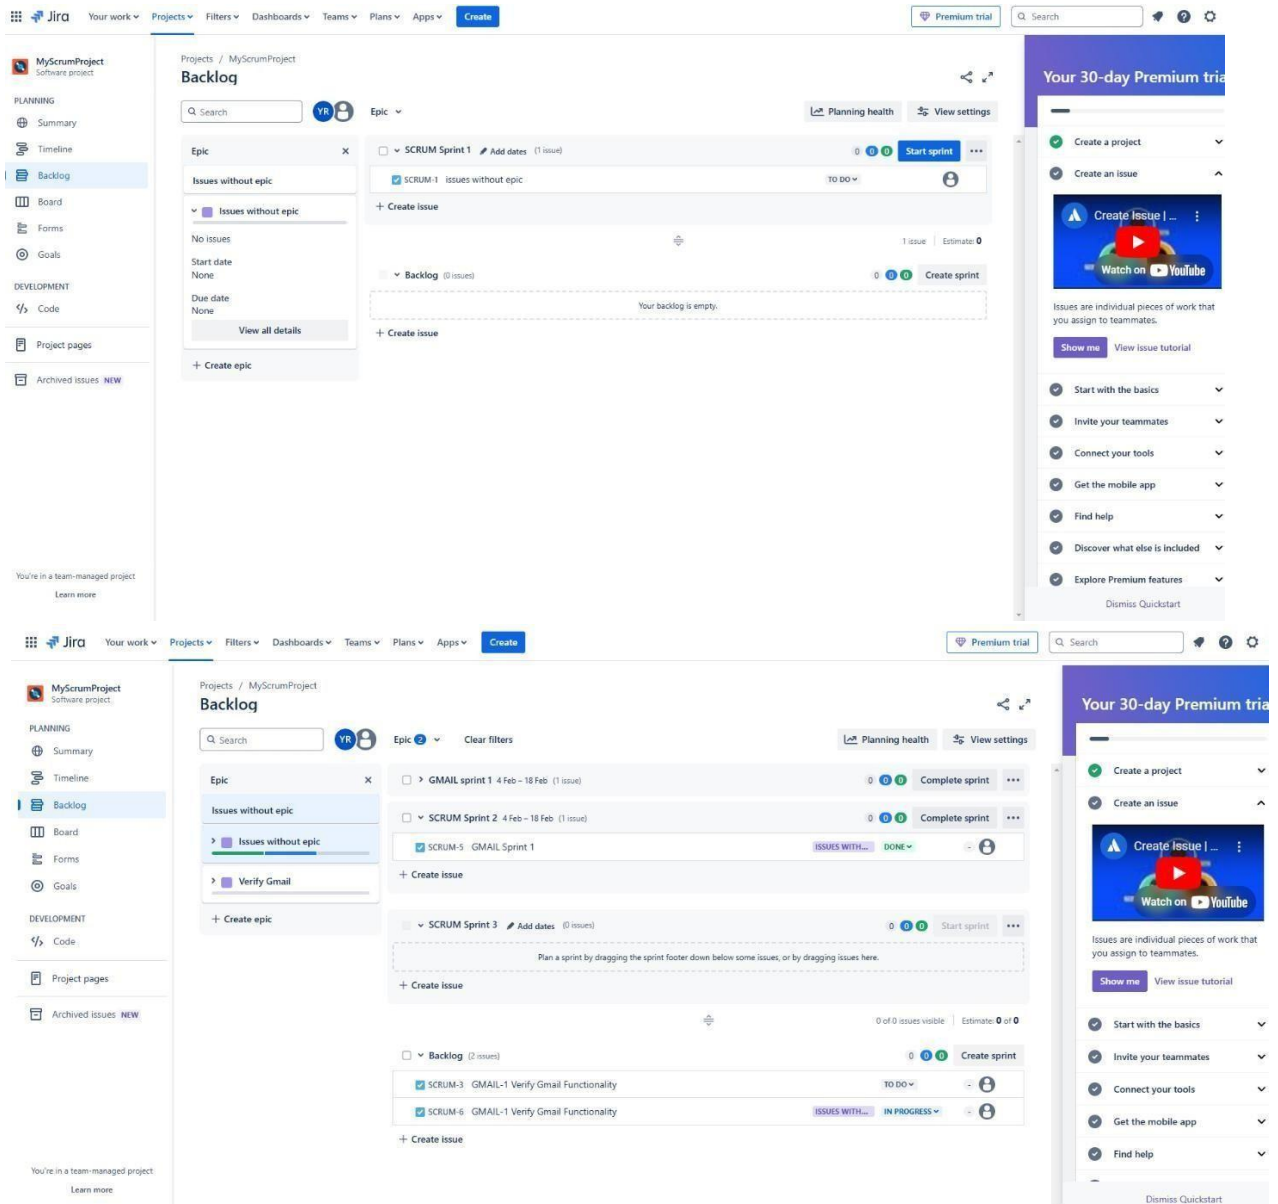 Jira Your work Projects Filters Dashboards Teams Plans Apps Create Premium trial Search
MyScrumProject
Software project
PLANNING
Summary
Timeline
Backlog
Board
Forms
Goals
DEVELOPMENT
Code
Project pages
Archived issues NEW
You're in a team-managed project
Learn more
Projects / MyScrumProject
Backlog
Search YR Epic Planning health View settings
Epic
Issues without epic
Issues without epic
No issues
Start date
None
Due date
None
View all details
+ Create epic
SCRUM Sprint 1 Add dates (1 issue) 0 0 0 Start sprint
SCRUM-1 issues without epic TO DO
+ Create issue
1 issue Estimate: 0
Backlog (0 issues) 0 0 0 Create sprint
Your backlog is empty.
+ Create issue
Your 30-day Premium tria
Create a project
Create an issue
Create Issue | ...
Watch on YouTube
Issues are individual pieces of work that
you assign to teammates.
Show me View issue tutorial
Start with the basics
Invite your teammates
Connect your tools
Get the mobile app
Find help
Discover what else is included
Explore Premium features
Dismiss Quickstart
Jira Your work Projects Filters Dashboards Teams Plans Apps Create Premium trial Search
MyScrumProject
Software project
PLANNING
Summary
Timeline
Backlog
Board
Forms
Goals
DEVELOPMENT
Code
Project pages
Archived issues NEW
You're in a team-managed project
Learn more
Projects / MyScrumProject
Backlog
Search YR Epic 2 Clear filters Planning health View settings
Epic
Issues without epic
Issues without epic
Verify Gmail
+ Create epic
GMAIL sprint 1 4 Feb – 18 Feb (1 issue) 0 0 0 Complete sprint
SCRUM Sprint 2 4 Feb – 18 Feb (1 issue) 0 0 0 Complete sprint
SCRUM-5 GMAIL Sprint 1 ISSUES WITH... DONE -
+ Create issue
SCRUM Sprint 3 Add dates (0 issues) 0 0 0 Start sprint
Plan a sprint by dragging the sprint footer down below some issues, or by dragging issues here.
+ Create issue
0 of 0 issues visible Estimate: 0 of 0
Backlog (2 issues) 0 0 0 Create sprint
SCRUM-3 GMAIL-1 Verify Gmail Functionality TO DO -
SCRUM-6 GMAIL-1 Verify Gmail Functionality ISSUES WITH... IN PROGRESS -
+ Create issue
Your 30-day Premium tria
Create a project
Create an issue
Create Issue | ...
Watch on YouTube
Issues are individual pieces of work that
you assign to teammates.
Show me View issue tutorial
Start with the basics
Invite your teammates
Connect your tools
Get the mobile app
Find help
Dismiss Quickstart